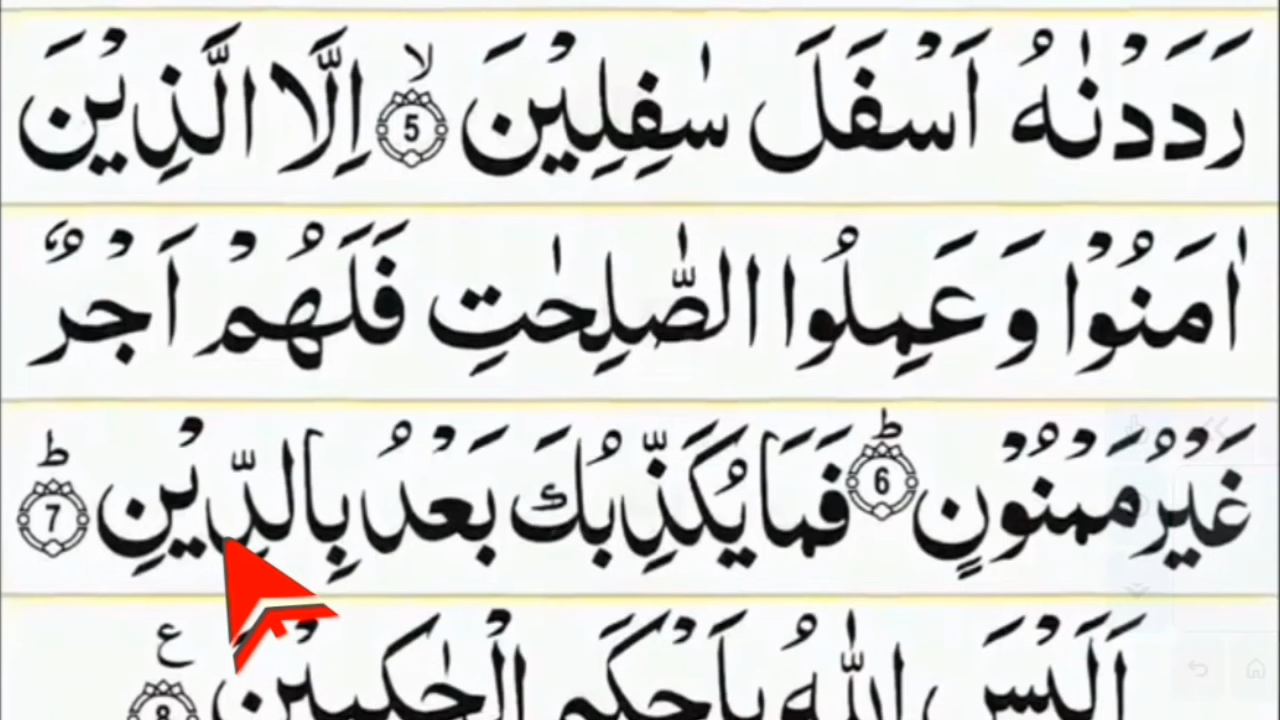 رَدَدْنٰهُ اَسْفَلَ سٰفِلِيْنَ ۙ5 اِلَّا الَّذِيْنَ
اٰمَنُوْا وَ عَمِلُوا الصّٰلِحٰتِ فَلَهُمْ اَجْرٌ
غَيْرُ مَمْنُوْنٍ ؕ6 فَمَا يُكَذِّبُكَ بَعْدُ بِالدِّيْنِ ؕ7
اَلَيْسَ اللّٰهُ بِاَحْكَمِ الْحٰكِمِيْنَ ع 8